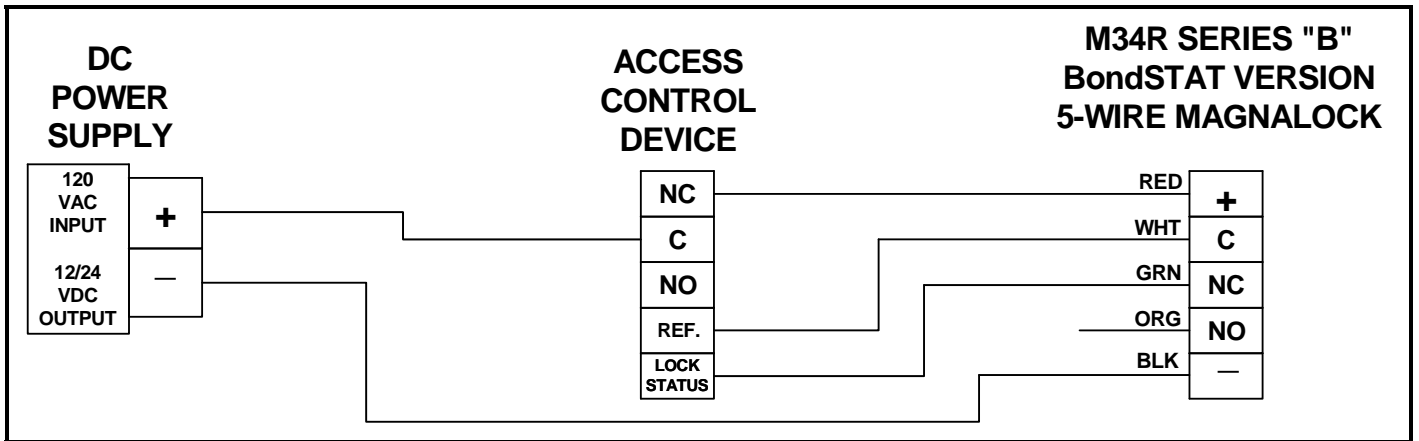 DC
POWER
SUPPLY
120
VAC
INPUT
12/24
VDC
OUTPUT
+
–
ACCESS
CONTROL
DEVICE
NC
C
NO
REF.
LOCK
STATUS
M34R SERIES "B"
BondSTAT VERSION
5-WIRE MAGNALOCK
RED +
WHT C
GRN NC
ORG NO
BLK –